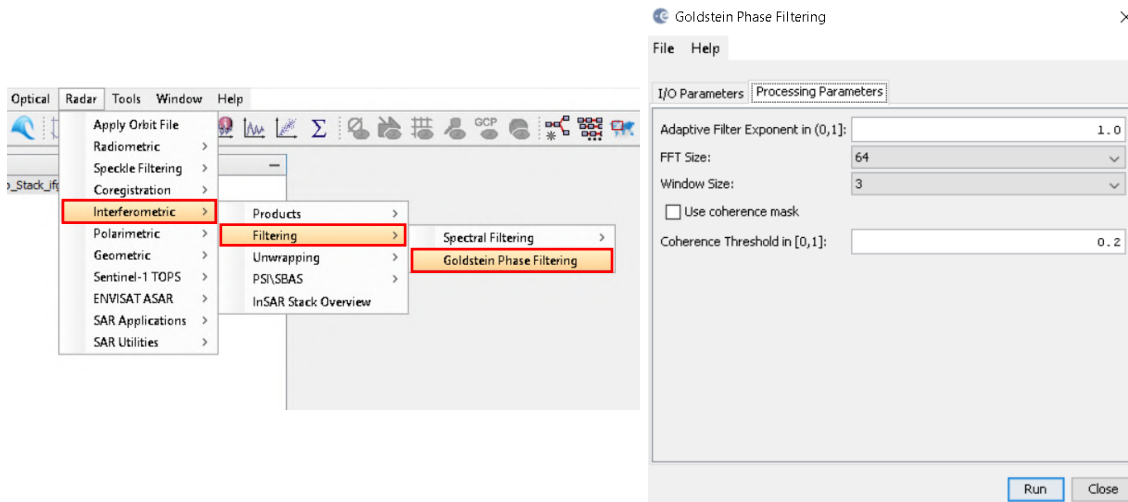 Optical Radar Tools Window Help
GCP
Apply Orbit File
Radiometric
Speckle Filtering
Coregistration
Interferometric
Polarimetric
Geometric
Sentinel-1 TOPS
ENVISAT ASAR
SAR Applications
SAR Utilities
o_Stack_ifg
Products
Filtering
Unwrapping
PSI\SBAS
InSAR Stack Overview
Spectral Filtering
Goldstein Phase Filtering
Goldstein Phase Filtering
File Help
I/O Parameters Processing Parameters
Adaptive Filter Exponent in (0,1]: 1.0
FFT Size: 64
Window Size: 3
Use coherence mask
Coherence Threshold in [0,1]: 0.2
Run Close